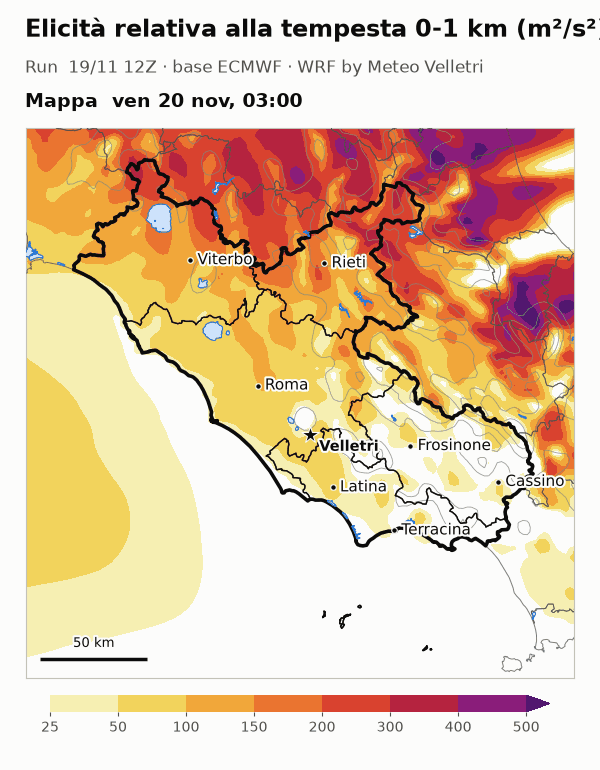 Elicità relativa alla tempesta 0-1 km (m²/s²)
Run 19/11 12Z · base ECMWF · WRF by Meteo Velletri
Mappa ven 20 nov, 03:00
Viterbo
Rieti
Roma
Velletri
Frosinone
Latina
Cassino
Terracina
50 km
25 50 100 150 200 300 400 500